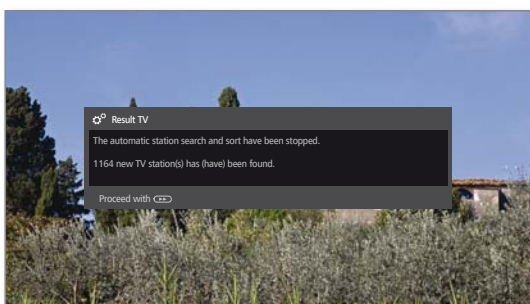 Result TV
The automatic station search and sort have been stopped.
1164 new TV station(s) has (have) been found.
Proceed with